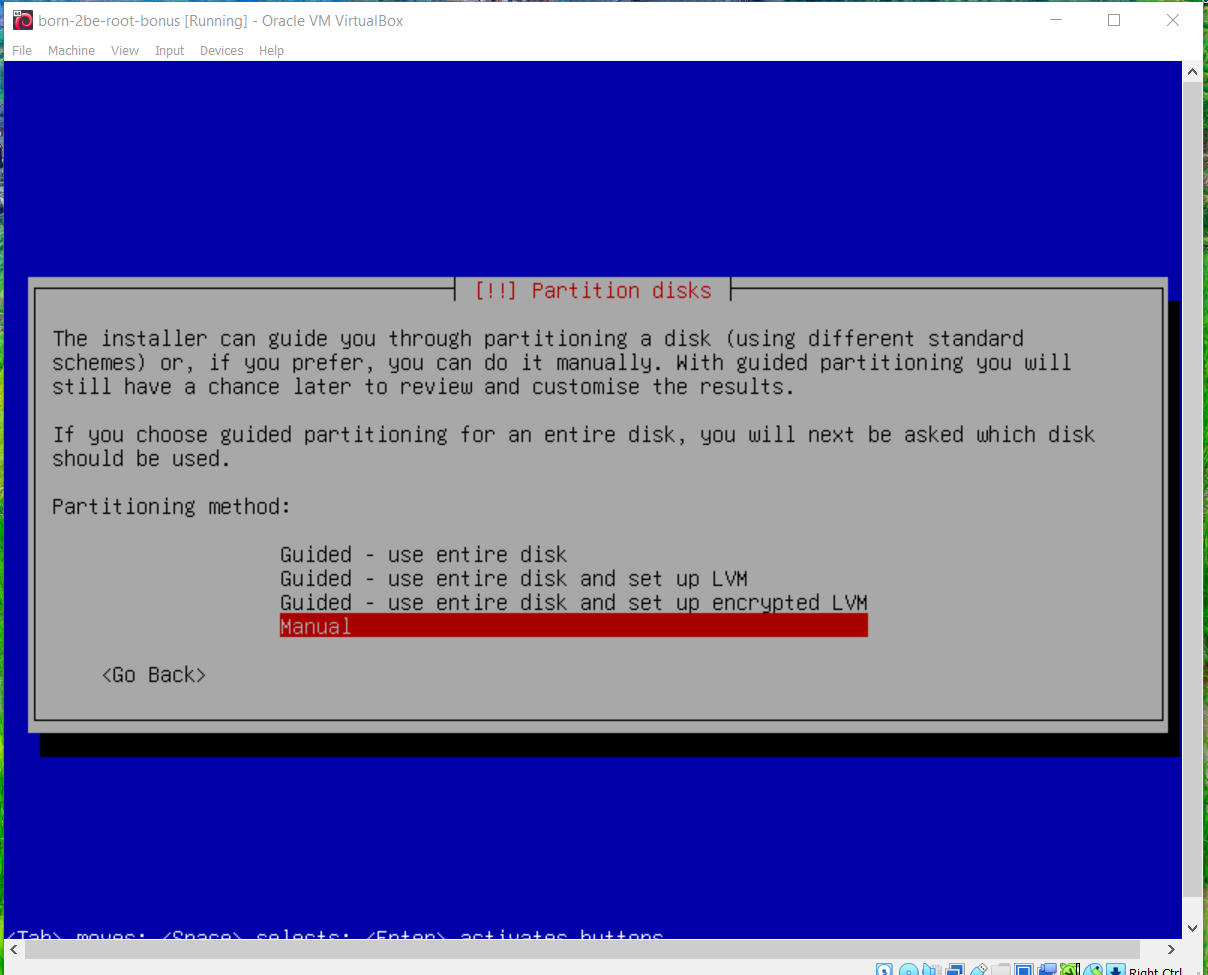 born-2be-root-bonus [Running] - Oracle VM VirtualBox
File Machine View Input Devices Help
[!!] Partition disks
The installer can guide you through partitioning a disk (using different standard
schemes) or, if you prefer, you can do it manually. With guided partitioning you will
still have a chance later to review and customise the results.
If you choose guided partitioning for an entire disk, you will next be asked which disk
should be used.
Partitioning method:
Guided - use entire disk
Guided - use entire disk and set up LVM
Guided - use entire disk and set up encrypted LVM
Manual
<Go Back>
<Tab> moves; <Space> selects; <Enter> activates buttons
Right Ctrl